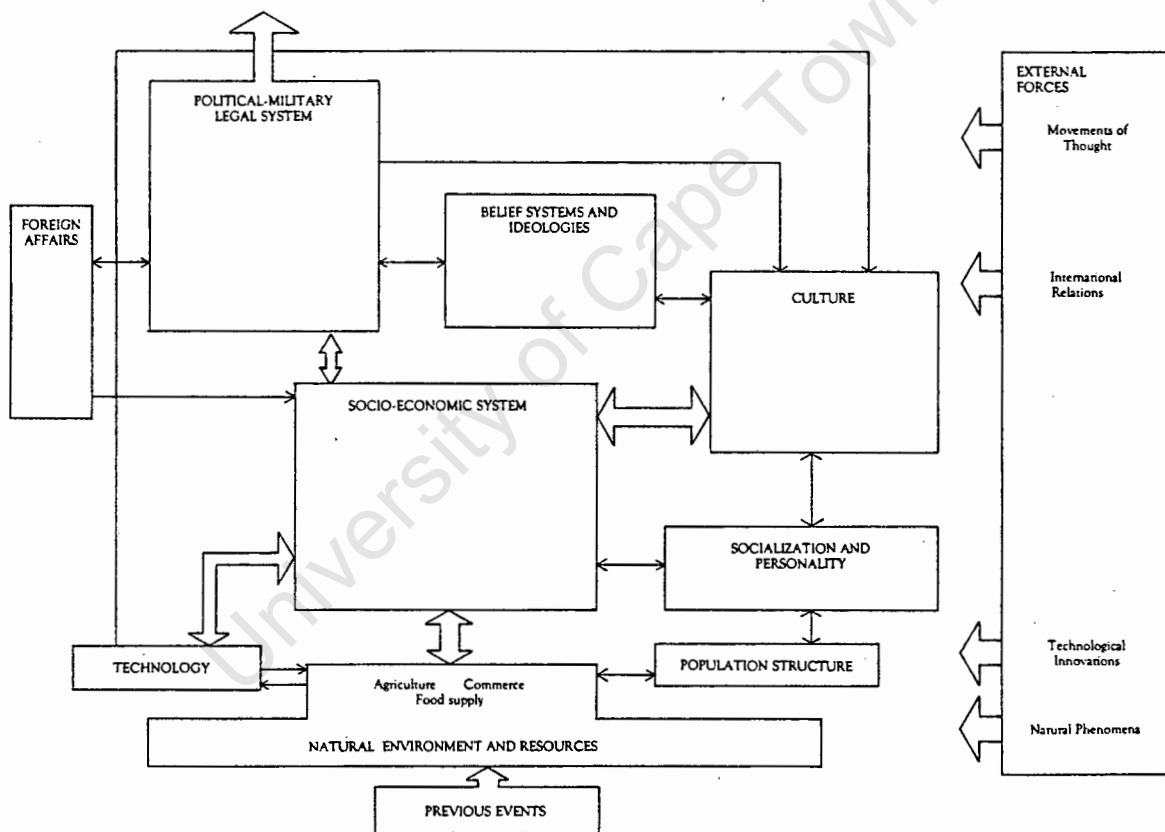 POLITICAL-MILITARY
LEGAL SYSTEM
EXTERNAL
FORCES
Movements of
Thought
BELIEF SYSTEMS AND
IDEOLOGIES
FOREIGN
AFFAIRS
International
Relations
CULTURE
SOCIO-ECONOMIC SYSTEM
SOCIALIZATION AND
PERSONALITY
TECHNOLOGY
POPULATION STRUCTURE
Technological
Innovations
Agriculture Commerce
Food supply
Natural Phenomena
NATURAL ENVIRONMENT AND RESOURCES
PREVIOUS EVENTS
University of Cape Town